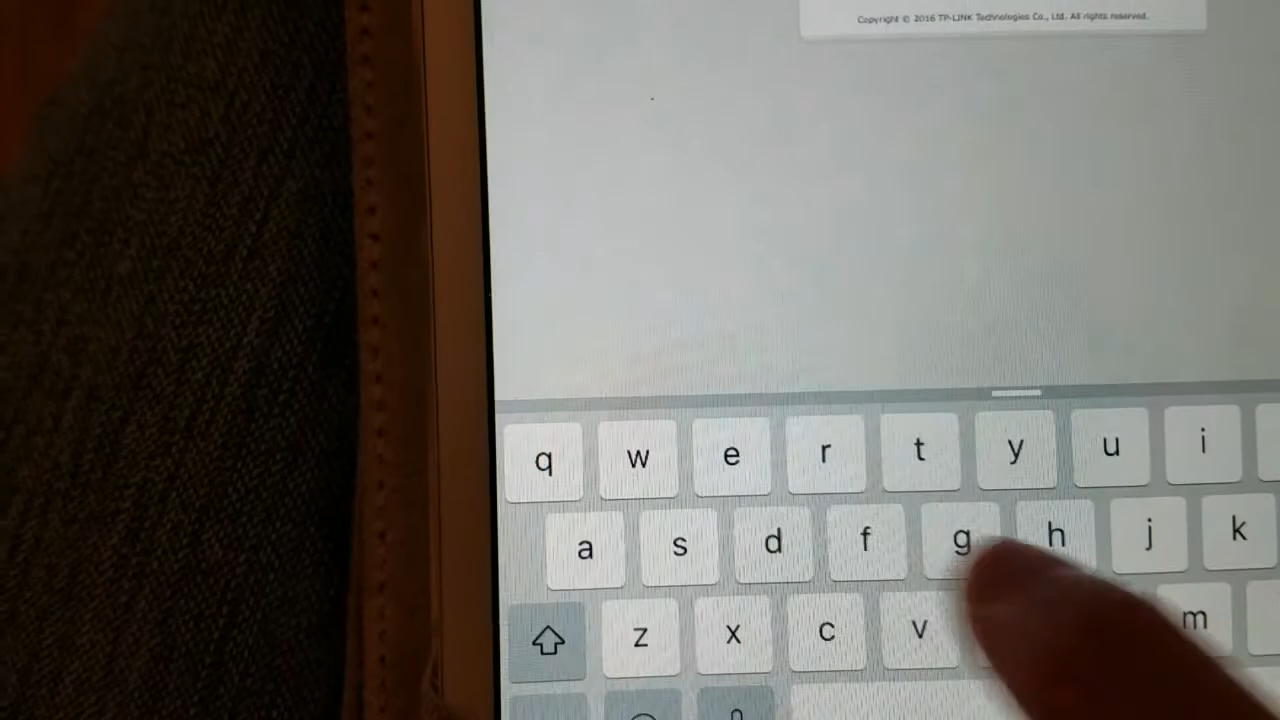 Copyright © 2016 TP-LINK Technologies Co., Ltd. All rights reserved.
q w e r t y u i
a s d f g h j k
z x c v m